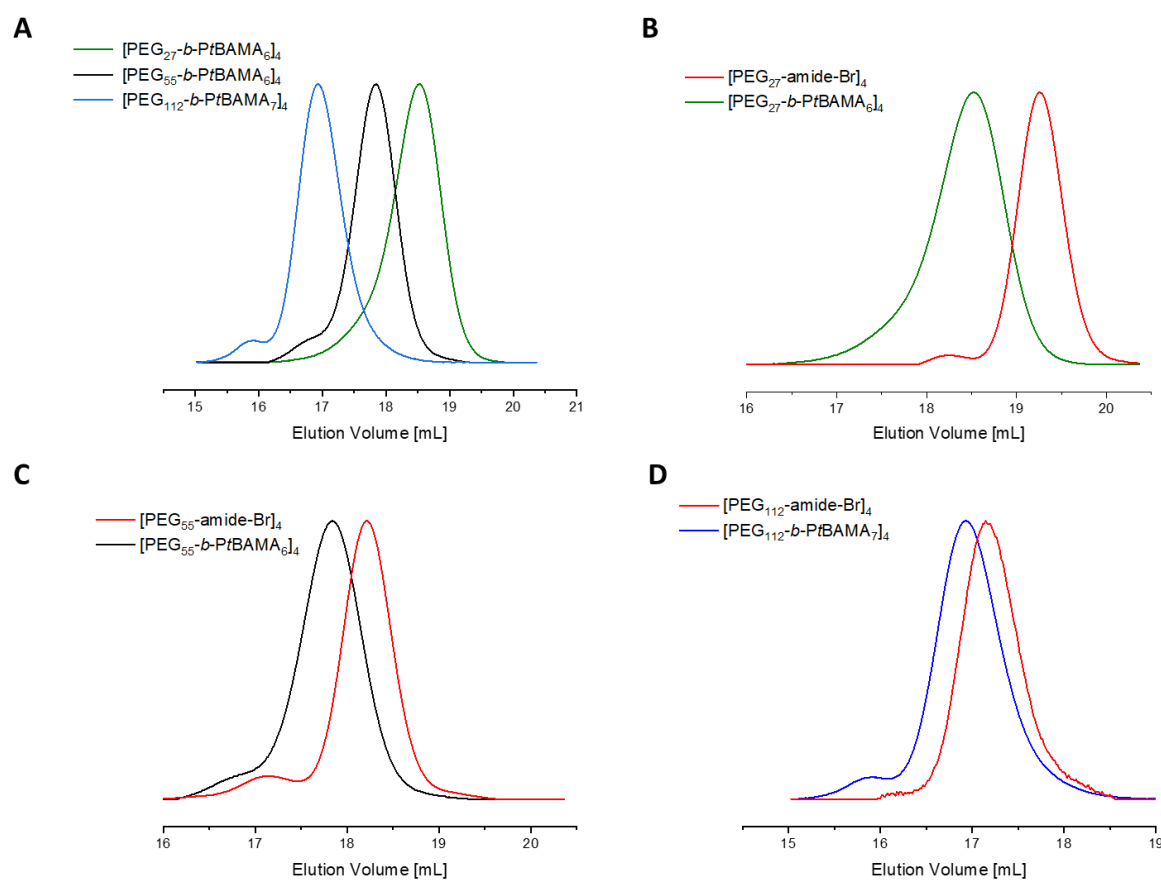 A
[PEG27-b-PtBAMA6]4
[PEG55-b-PtBAMA6]4
[PEG112-b-PtBAMA7]4
15 16 17 18 19 20 21
Elution Volume [mL]
B
[PEG27-amide-Br]4
[PEG27-b-PtBAMA6]4
16 17 18 19 20
Elution Volume [mL]
C
[PEG55-amide-Br]4
[PEG55-b-PtBAMA6]4
16 17 18 19 20
Elution Volume [mL]
D
[PEG112-amide-Br]4
[PEG112-b-PtBAMA7]4
15 16 17 18 19
Elution Volume [mL]